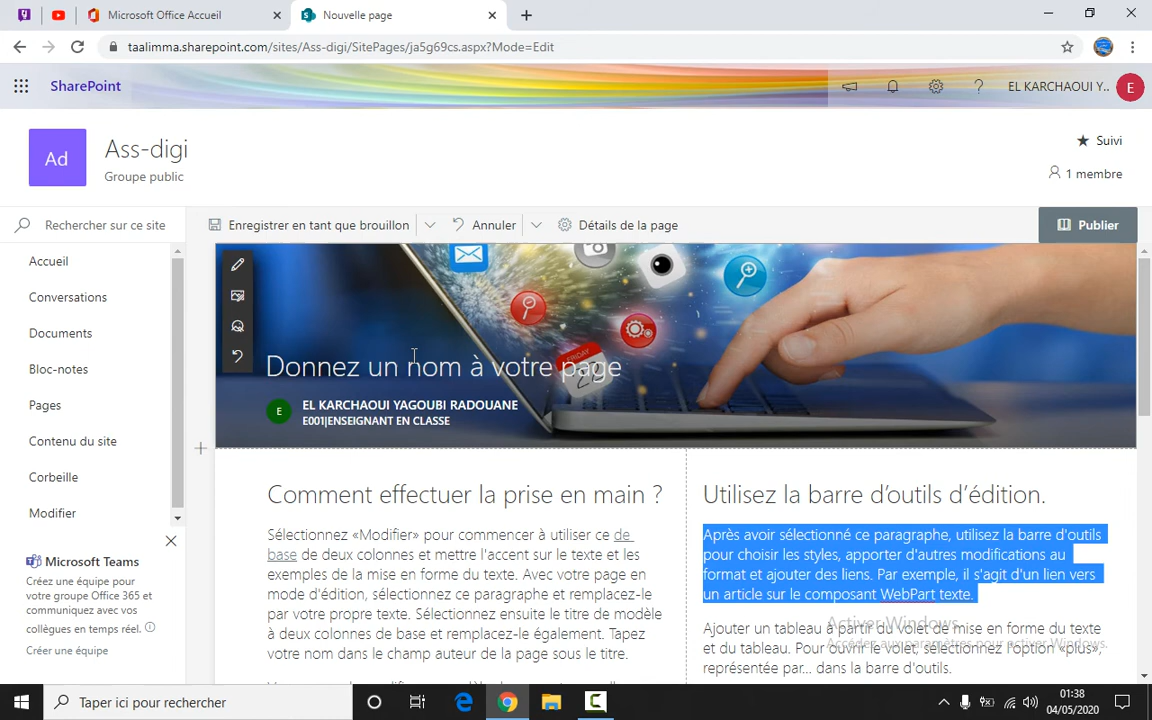 Microsoft Office Accueil
Nouvelle page
taalimma.sharepoint.com/sites/Ass-digi/SitePages/ja5g69cs.aspx?Mode=Edit
SharePoint
EL KARCHAOUI Y..
E
Ad
Ass-digi
Groupe public
Suivi
1 membre
Rechercher sur ce site
Enregistrer en tant que brouillon
Annuler
Détails de la page
Publier
Accueil
Conversations
Documents
Bloc-notes
Pages
Contenu du site
Corbeille
Modifier
Microsoft Teams
Créez une équipe pour
votre groupe Office 365 et
communiquez avec vos
collègues en temps réel.
Créer une équipe
FRIDAY
22
Donnez un nom à votre page
E
EL KARCHAOUI YAGOUBI RADOUANE
E001|ENSEIGNANT EN CLASSE
Comment effectuer la prise en main ?
Sélectionnez «Modifier» pour commencer à utiliser ce de
base de deux colonnes et mettre l'accent sur le texte et les
exemples de la mise en forme du texte. Avec votre page en
mode d'édition, sélectionnez ce paragraphe et remplacez-le
par votre propre texte. Sélectionnez ensuite le titre de modèle
à deux colonnes de base et remplacez-le également. Tapez
votre nom dans le champ auteur de la page sous le titre.
Utilisez la barre d’outils d’édition.
Après avoir sélectionné ce paragraphe, utilisez la barre d'outils
pour choisir les styles, apporter d'autres modifications au
format et ajouter des liens. Par exemple, il s'agit d'un lien vers
un article sur le composant WebPart texte.
Ajouter un tableau à partir du volet de mise en forme du texte
et du tableau. Pour ouvrir le volet, sélectionnez l'option «plus»,
représentée par... dans la barre d'outils.
Activer Windows
Accédez aux paramètres pour activer Windows.
Taper ici pour rechercher
01:38
04/05/2020